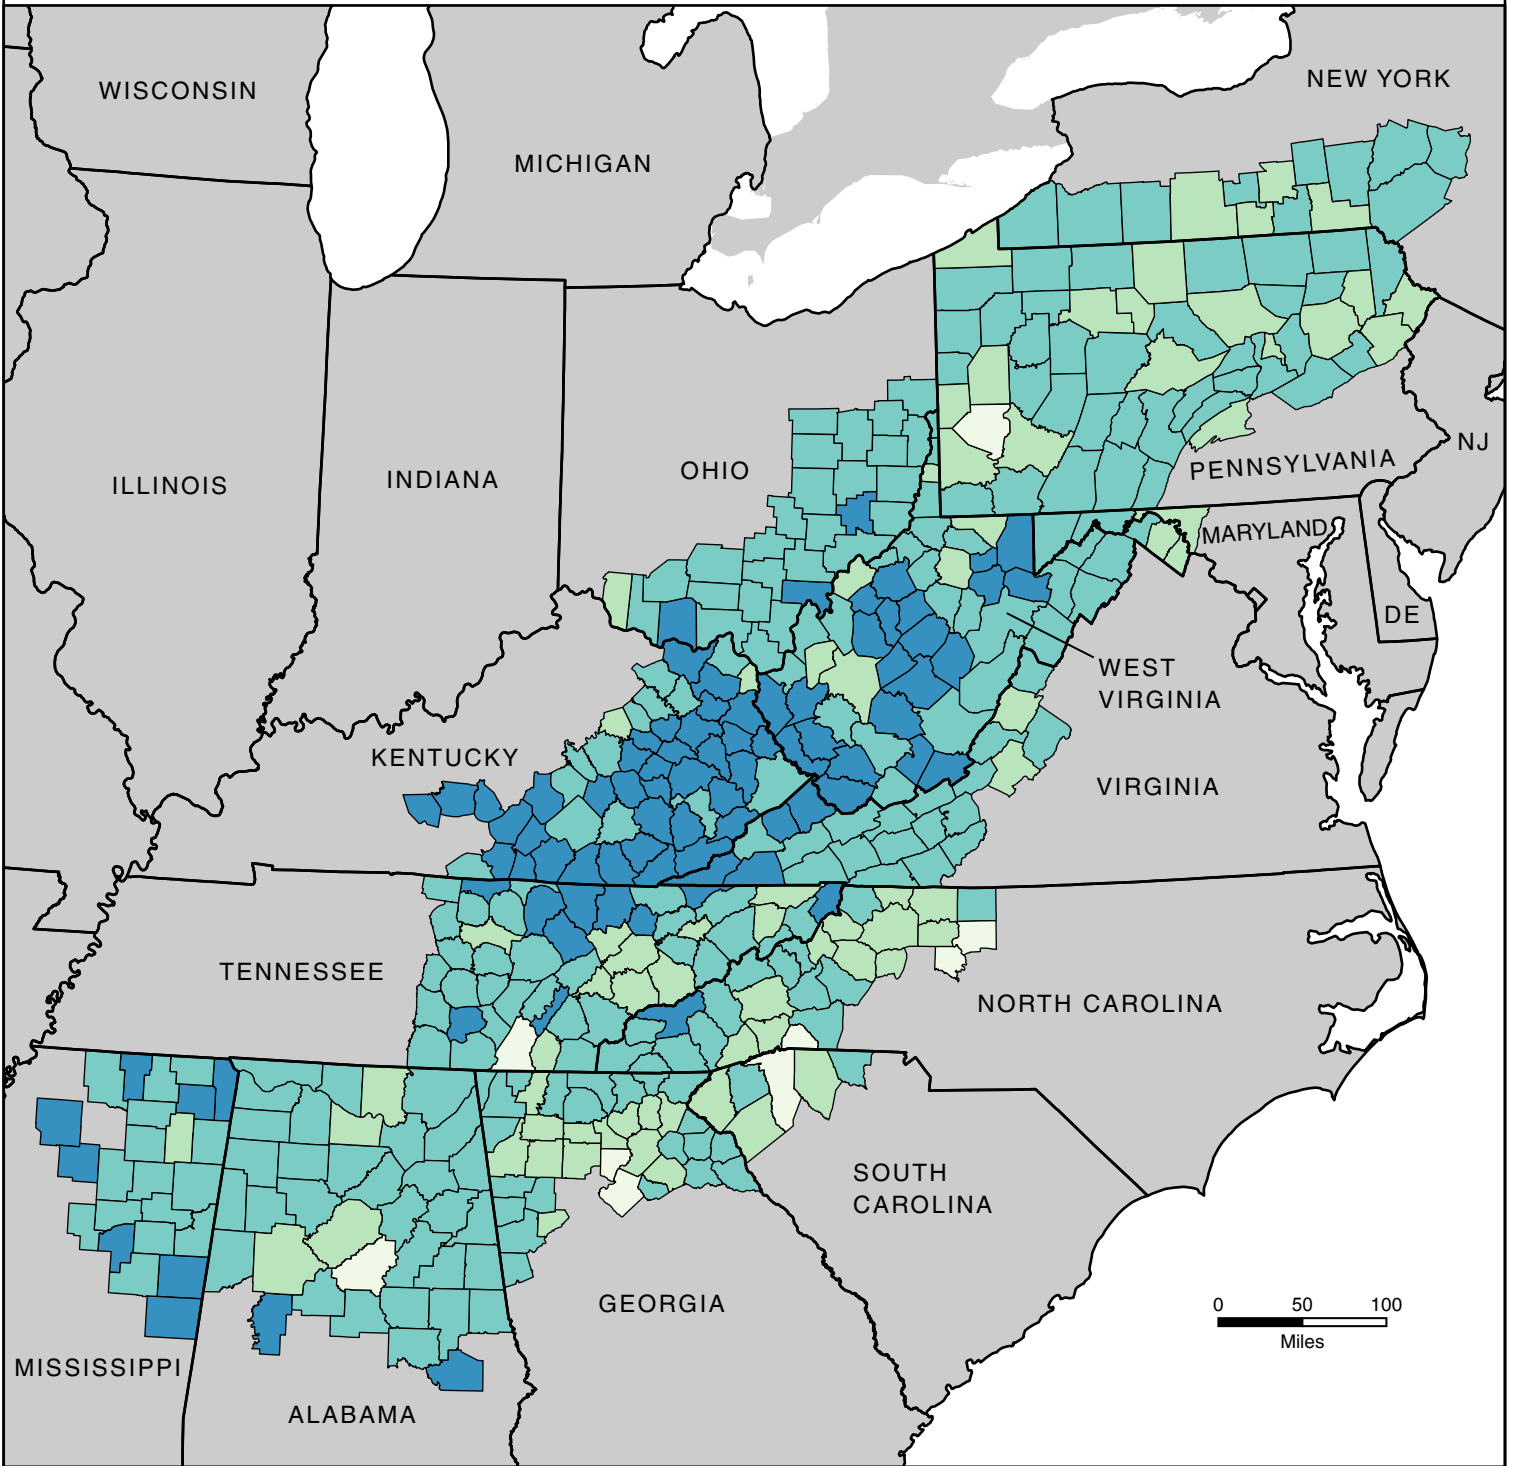 WISCONSIN
MICHIGAN
NEW YORK
ILLINOIS
INDIANA
OHIO
PENNSYLVANIA
NJ
MARYLAND
DE
WEST
VIRGINIA
KENTUCKY
VIRGINIA
TENNESSEE
NORTH CAROLINA
SOUTH
CAROLINA
GEORGIA
MISSISSIPPI
ALABAMA
0 50 100
Miles